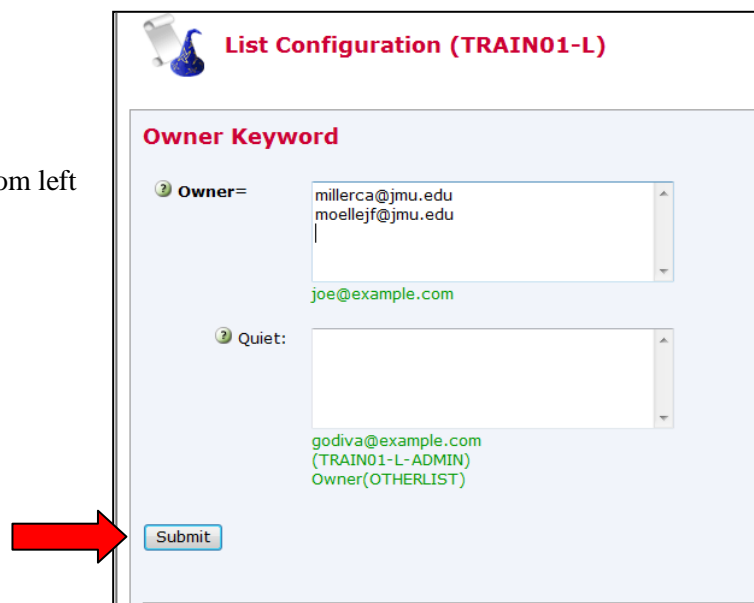 List Configuration (TRAIN01-L)
Owner Keyword
om left
Owner=
millerca@jmu.edu
moellejf@jmu.edu
joe@example.com
Quiet:
godiva@example.com
(TRAIN01-L-ADMIN)
Owner(OTHERLIST)
Submit